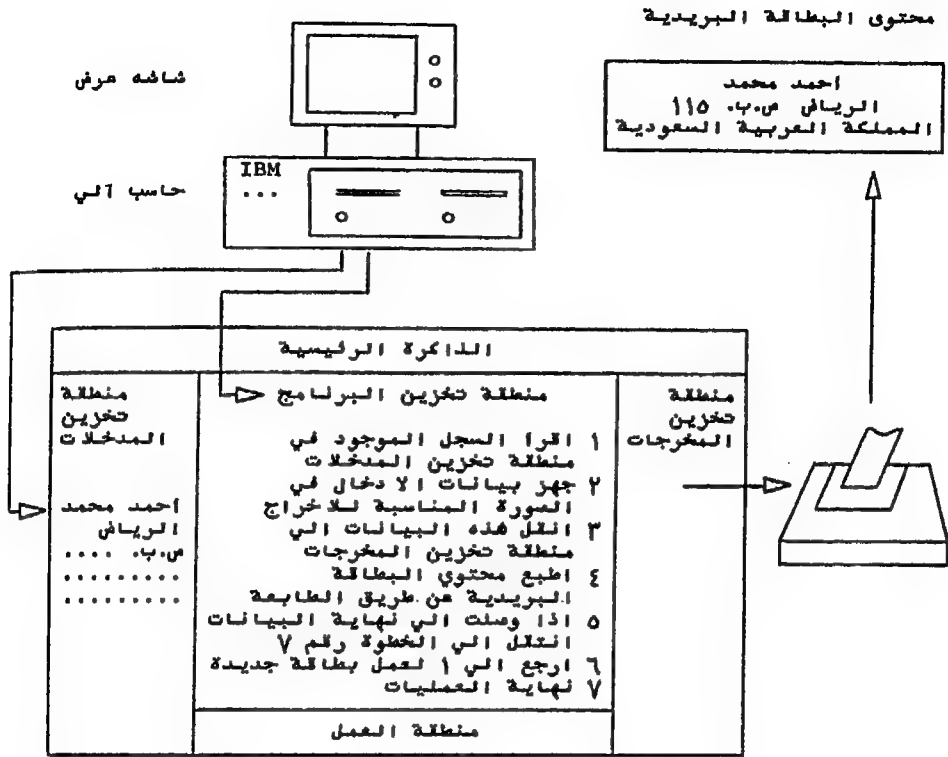 محتوى البطاقة البريدية
أحمد محمد
الرياض ص.ب. ١١٥
المملكة العربية السعودية
شاشه عرض
IBM
...
حاسب آلي
الذاكرة الرئيسية
منطقة
تخزين
المدخلات
أحمد محمد
الرياض
ص.ب. ....
.........
.........
منطقة تخزين البرنامج
١ اقرا السجل الموجود في
منطقة تخزين المدخلات
٢ جهز بيانات الادخال في
الصورة المناسبة للاخراج
٣ انقل هذه البيانات الي
منطقة تخزين المخرجات
٤ اطبع محتوي البطاقة
البريدية عن طريق الطابعة
٥ اذا وصلت الي نهاية البيانات
انتقل الي الخطوة رقم ٧
٦ ارجع الي ١ لعمل بطاقة جديدة
٧ نهاية العمليات
منطقة العمل
منطقة
تخزين
المخرجات